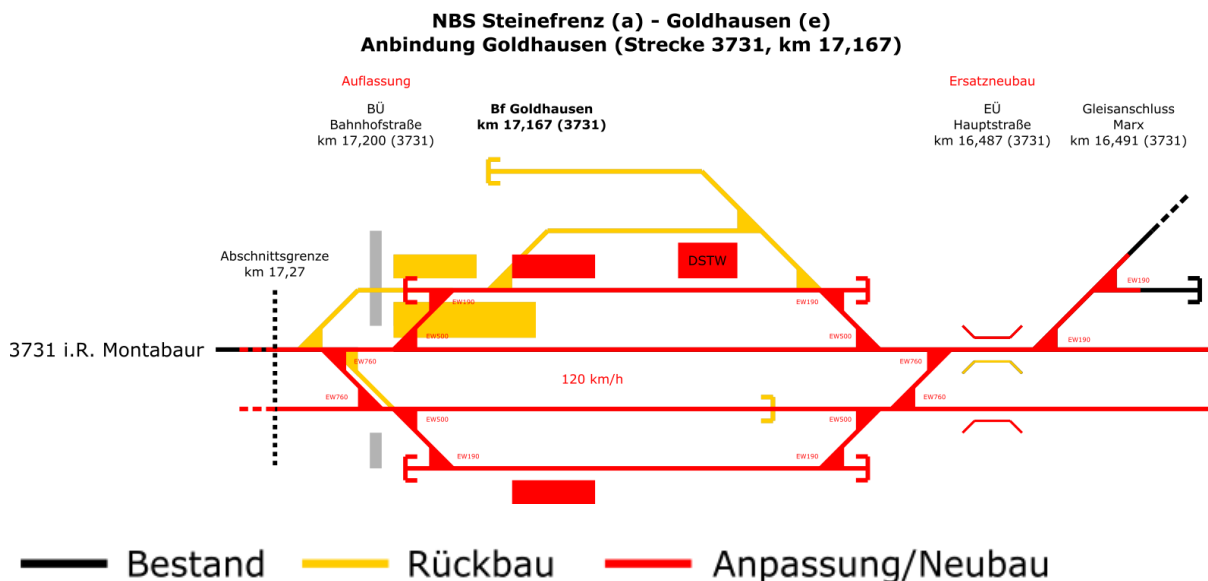 NBS Steinefrenz (a) - Goldhausen (e)
Anbindung Goldhausen (Strecke 3731, km 17,167)
Auflassung
BÜ
Bahnhofstraße
km 17,200 (3731)
Bf Goldhausen
km 17,167 (3731)
Ersatzneubau
EÜ
Hauptstraße
km 16,487 (3731)
Gleisanschluss
Marx
km 16,491 (3731)
Abschnittsgrenze
km 17,27
DSTW
EW190
EW190
EW190
EW500
EW500
EW190
3731 i.R. Montabaur
EW760
EW760
120 km/h
EW760
EW760
EW500
EW500
EW190
EW190
Bestand
Rückbau
Anpassung/Neubau